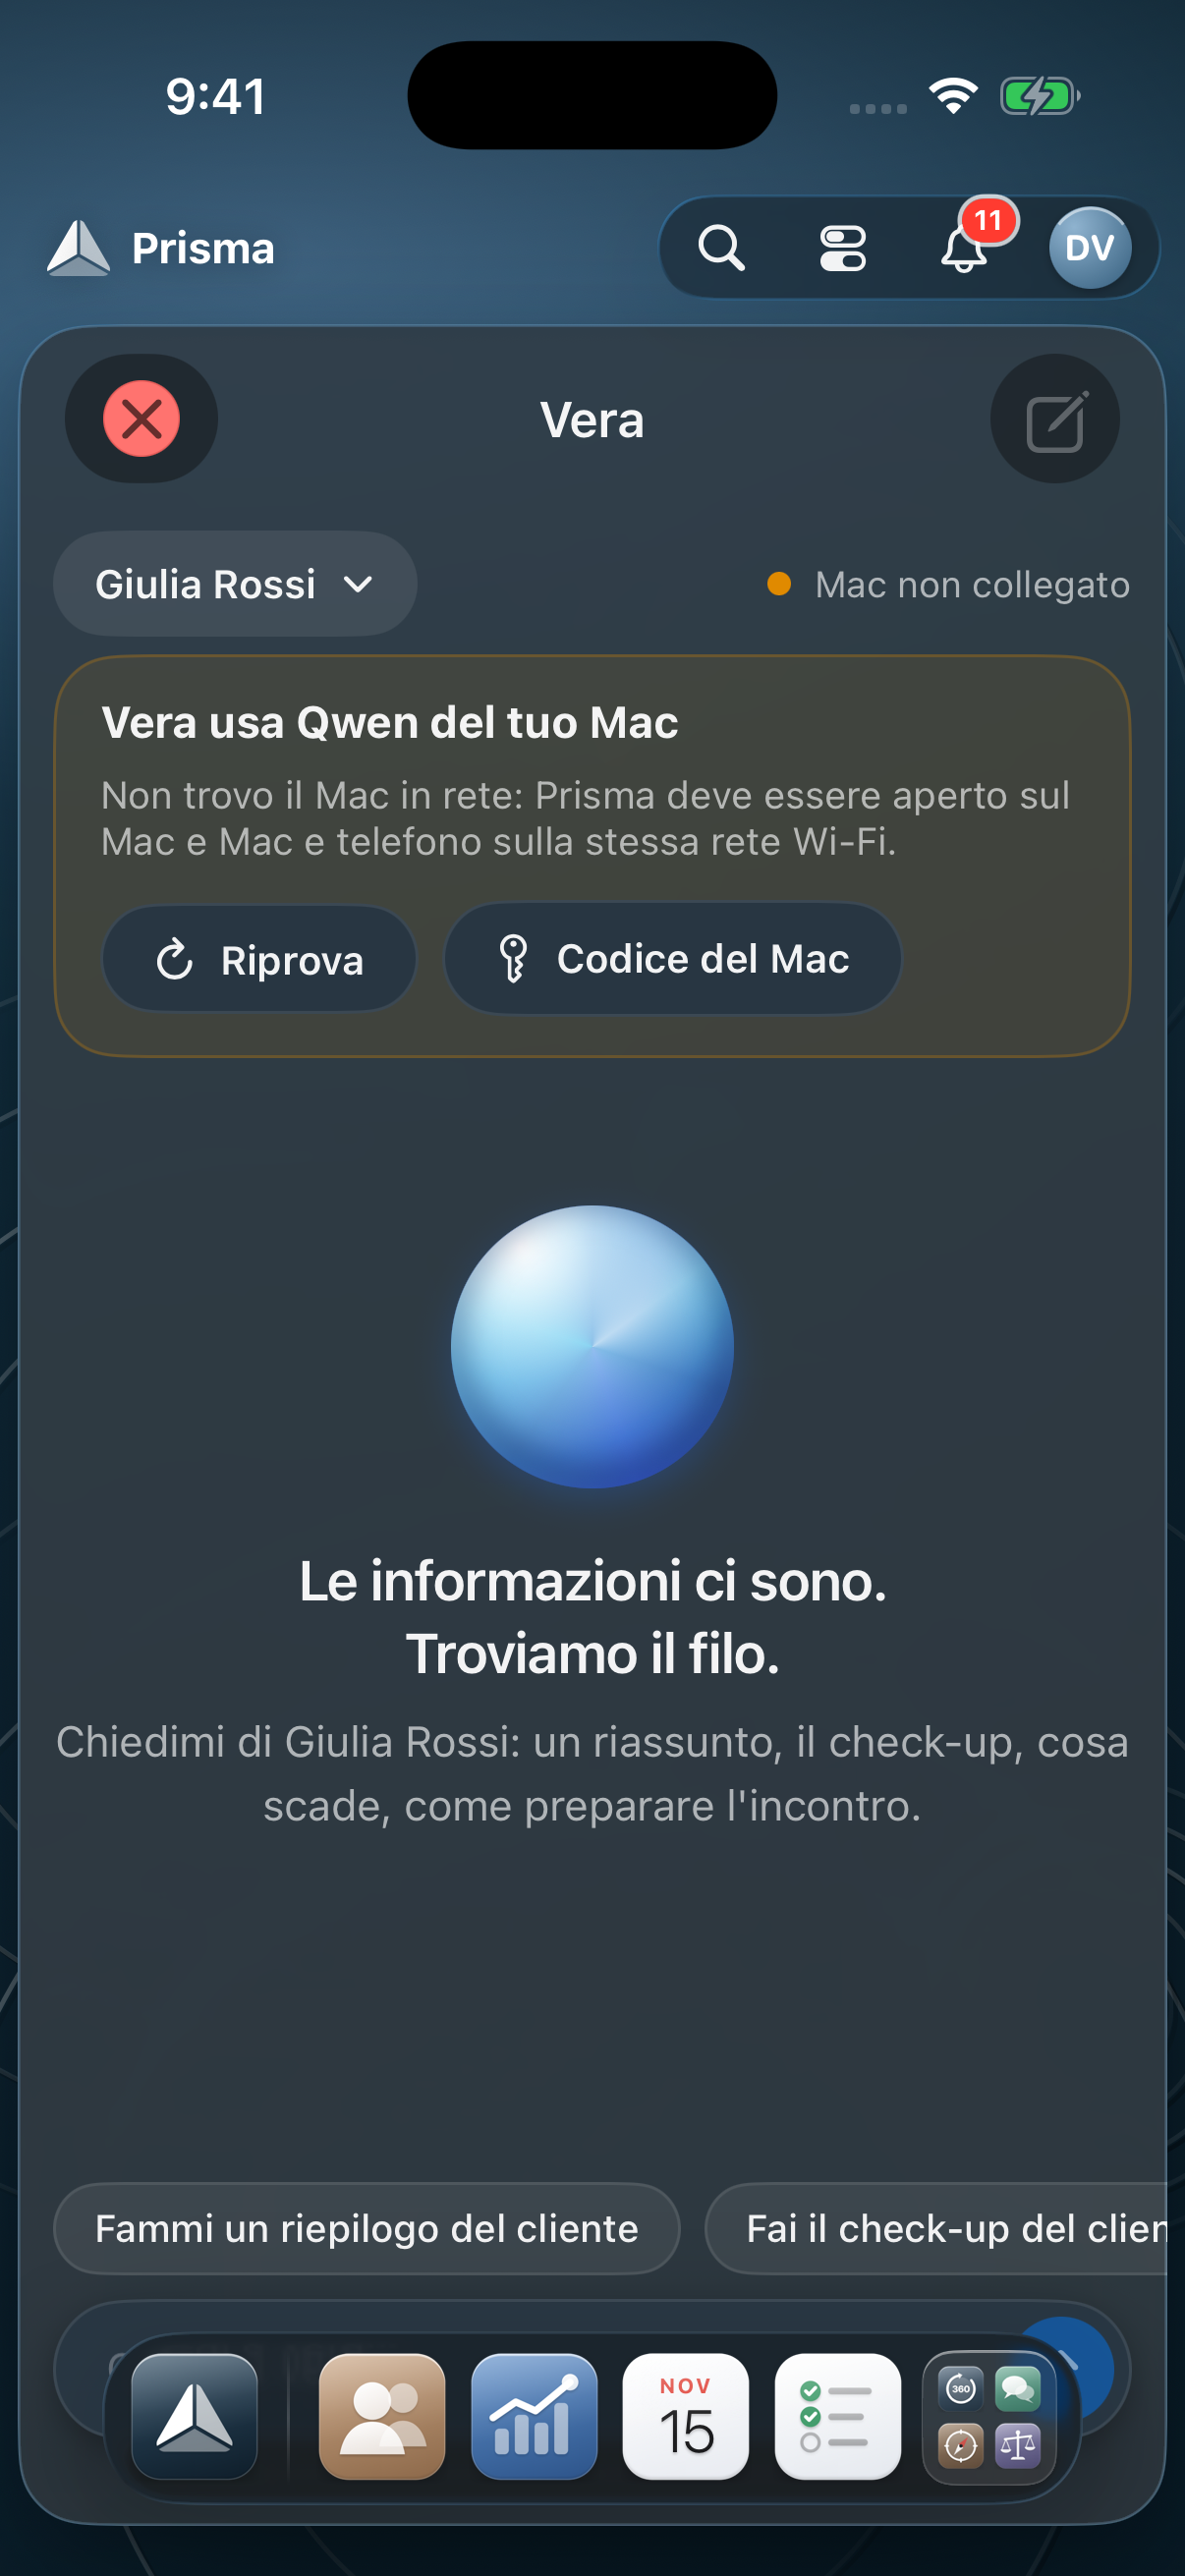 9:41
Prisma
11
DV
Vera
Giulia Rossi
Mac non collegato
Vera usa Qwen del tuo Mac
Non trovo il Mac in rete: Prisma deve essere aperto sul
Mac e Mac e telefono sulla stessa rete Wi-Fi.
Riprova
Codice del Mac
Le informazioni ci sono.
Troviamo il filo.
Chiedimi di Giulia Rossi: un riassunto, il check-up, cosa
scade, come preparare l'incontro.
Fammi un riepilogo del cliente
Fai il check-up del clien
NOV
15
360